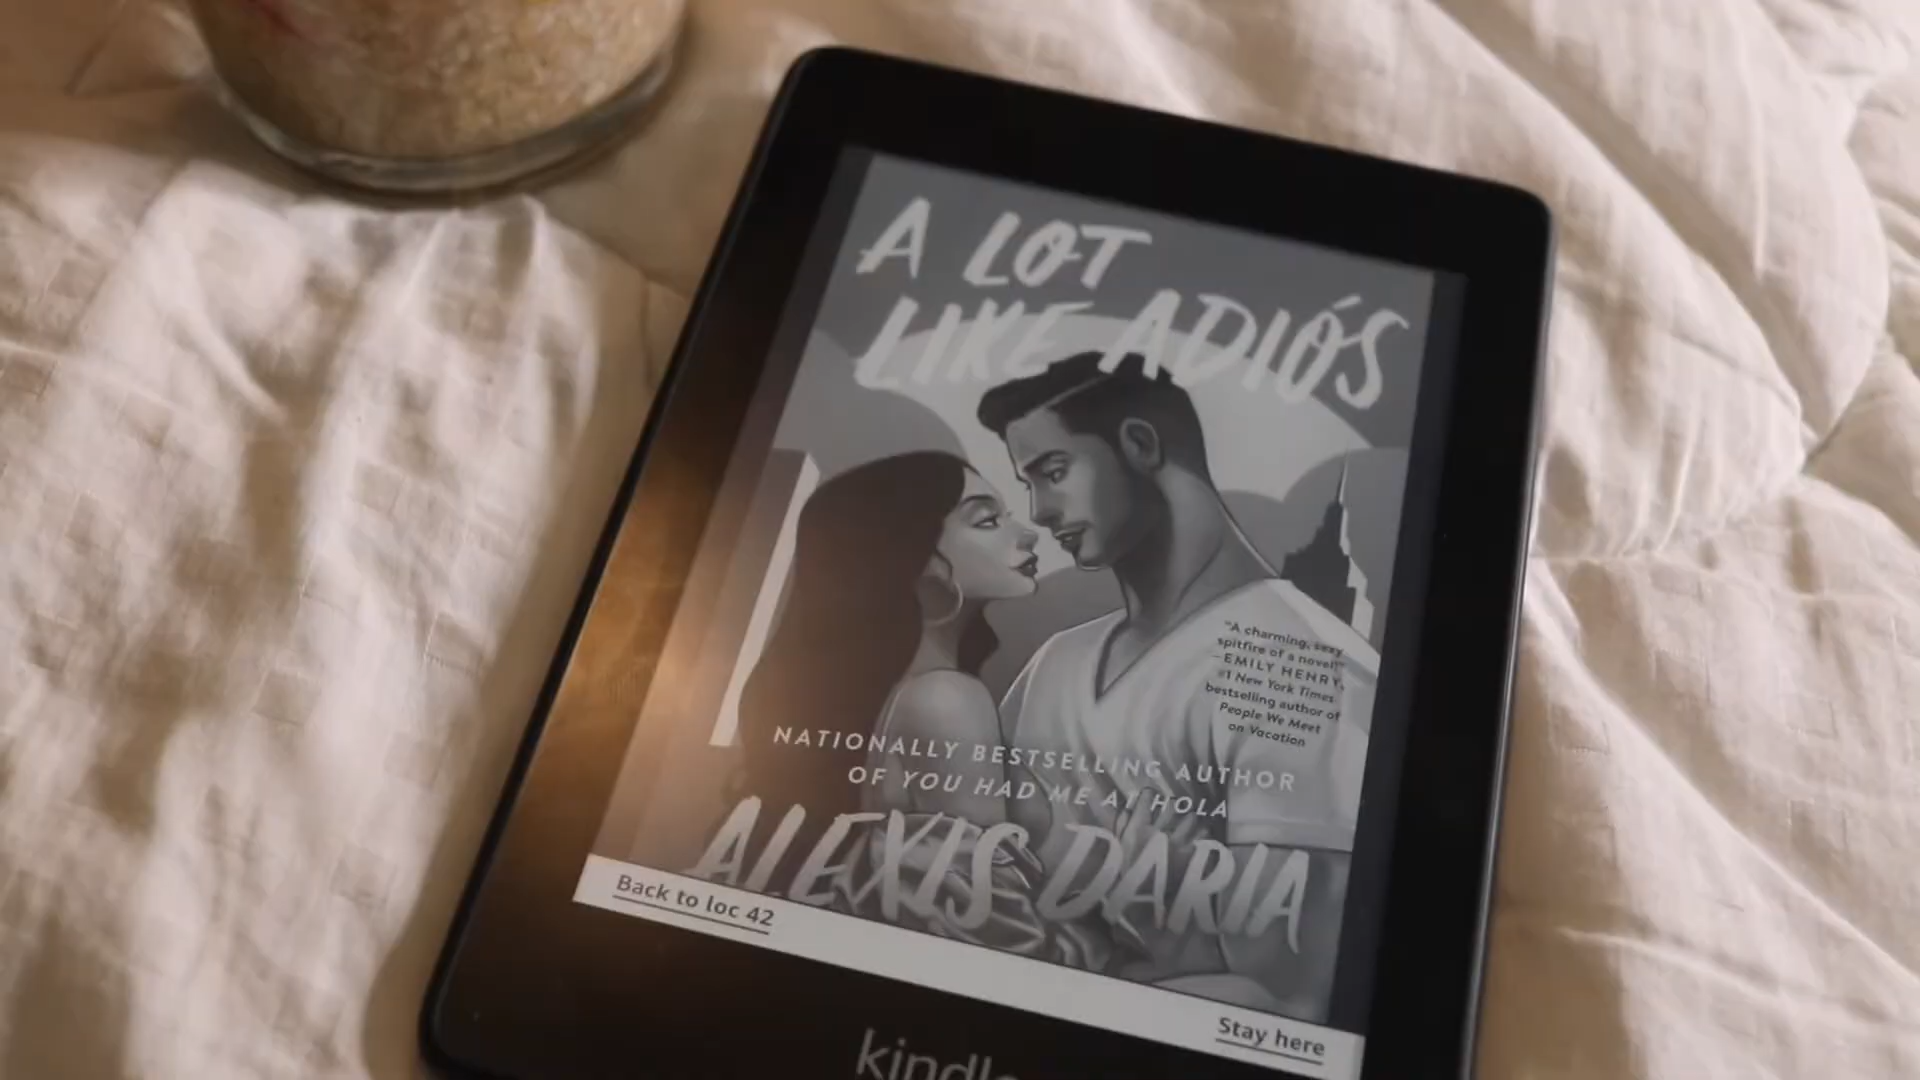 A LOT
LIKE ADIÓS
"A charming, sexy
spitfire of a novel!"
—EMILY HENRY,
#1 New York Times
bestselling author of
People We Meet
on Vacation
NATIONALLY BESTSELLING AUTHOR
OF YOU HAD ME AT HOLA
ALEXIS DARIA
Back to loc 42
Stay here
kindle